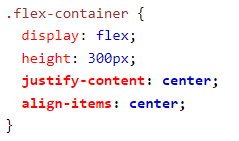 .flex-container {
  display: flex;
  height: 300px;
  justify-content: center;
  align-items: center;
}